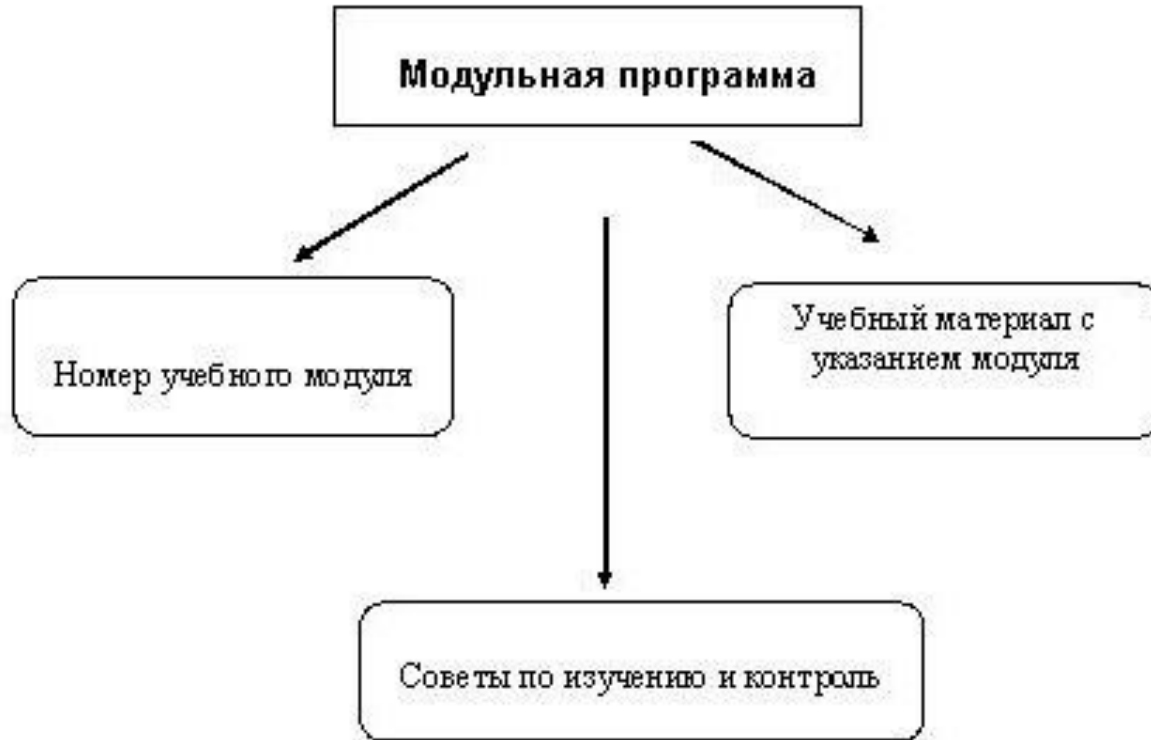 Модульная программа
Номер учебного модуля
Учебный материал с
указанием модуля
Советы по изучению и контроль